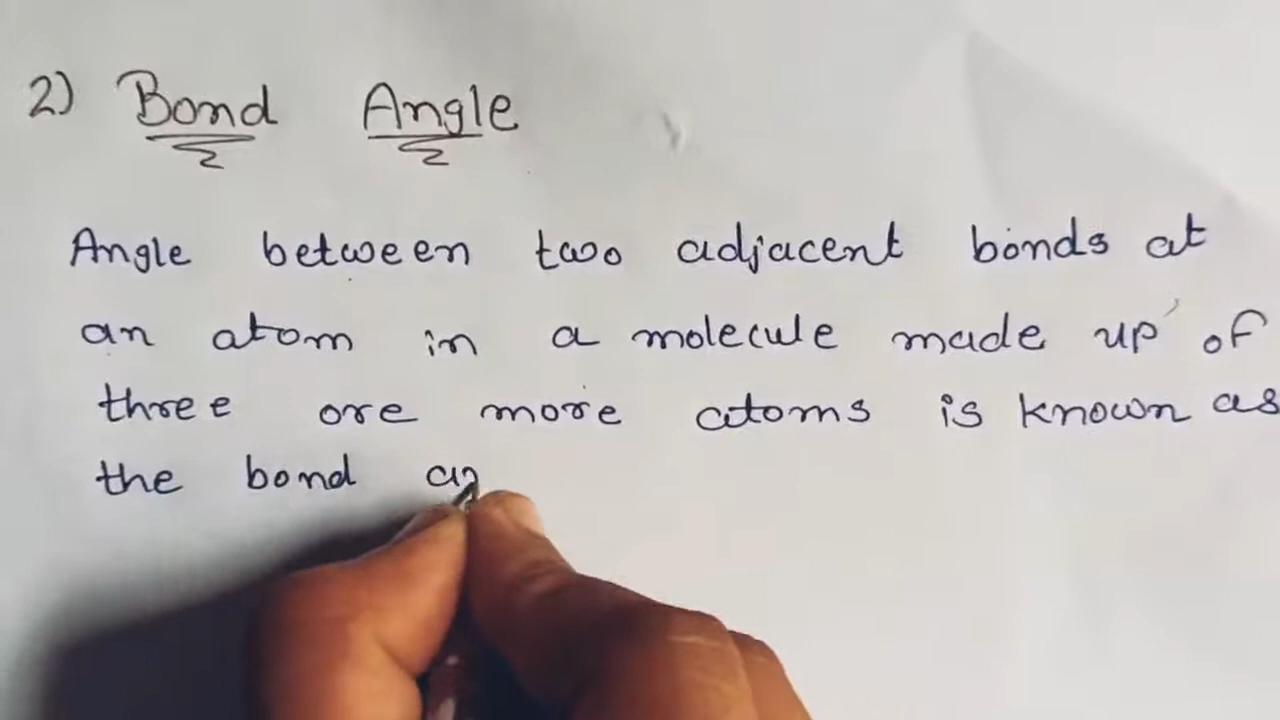 2) Bond Angle
Angle between two adjacent bonds at
an atom in a molecule made up of
three ore more atoms is known as
the bond an